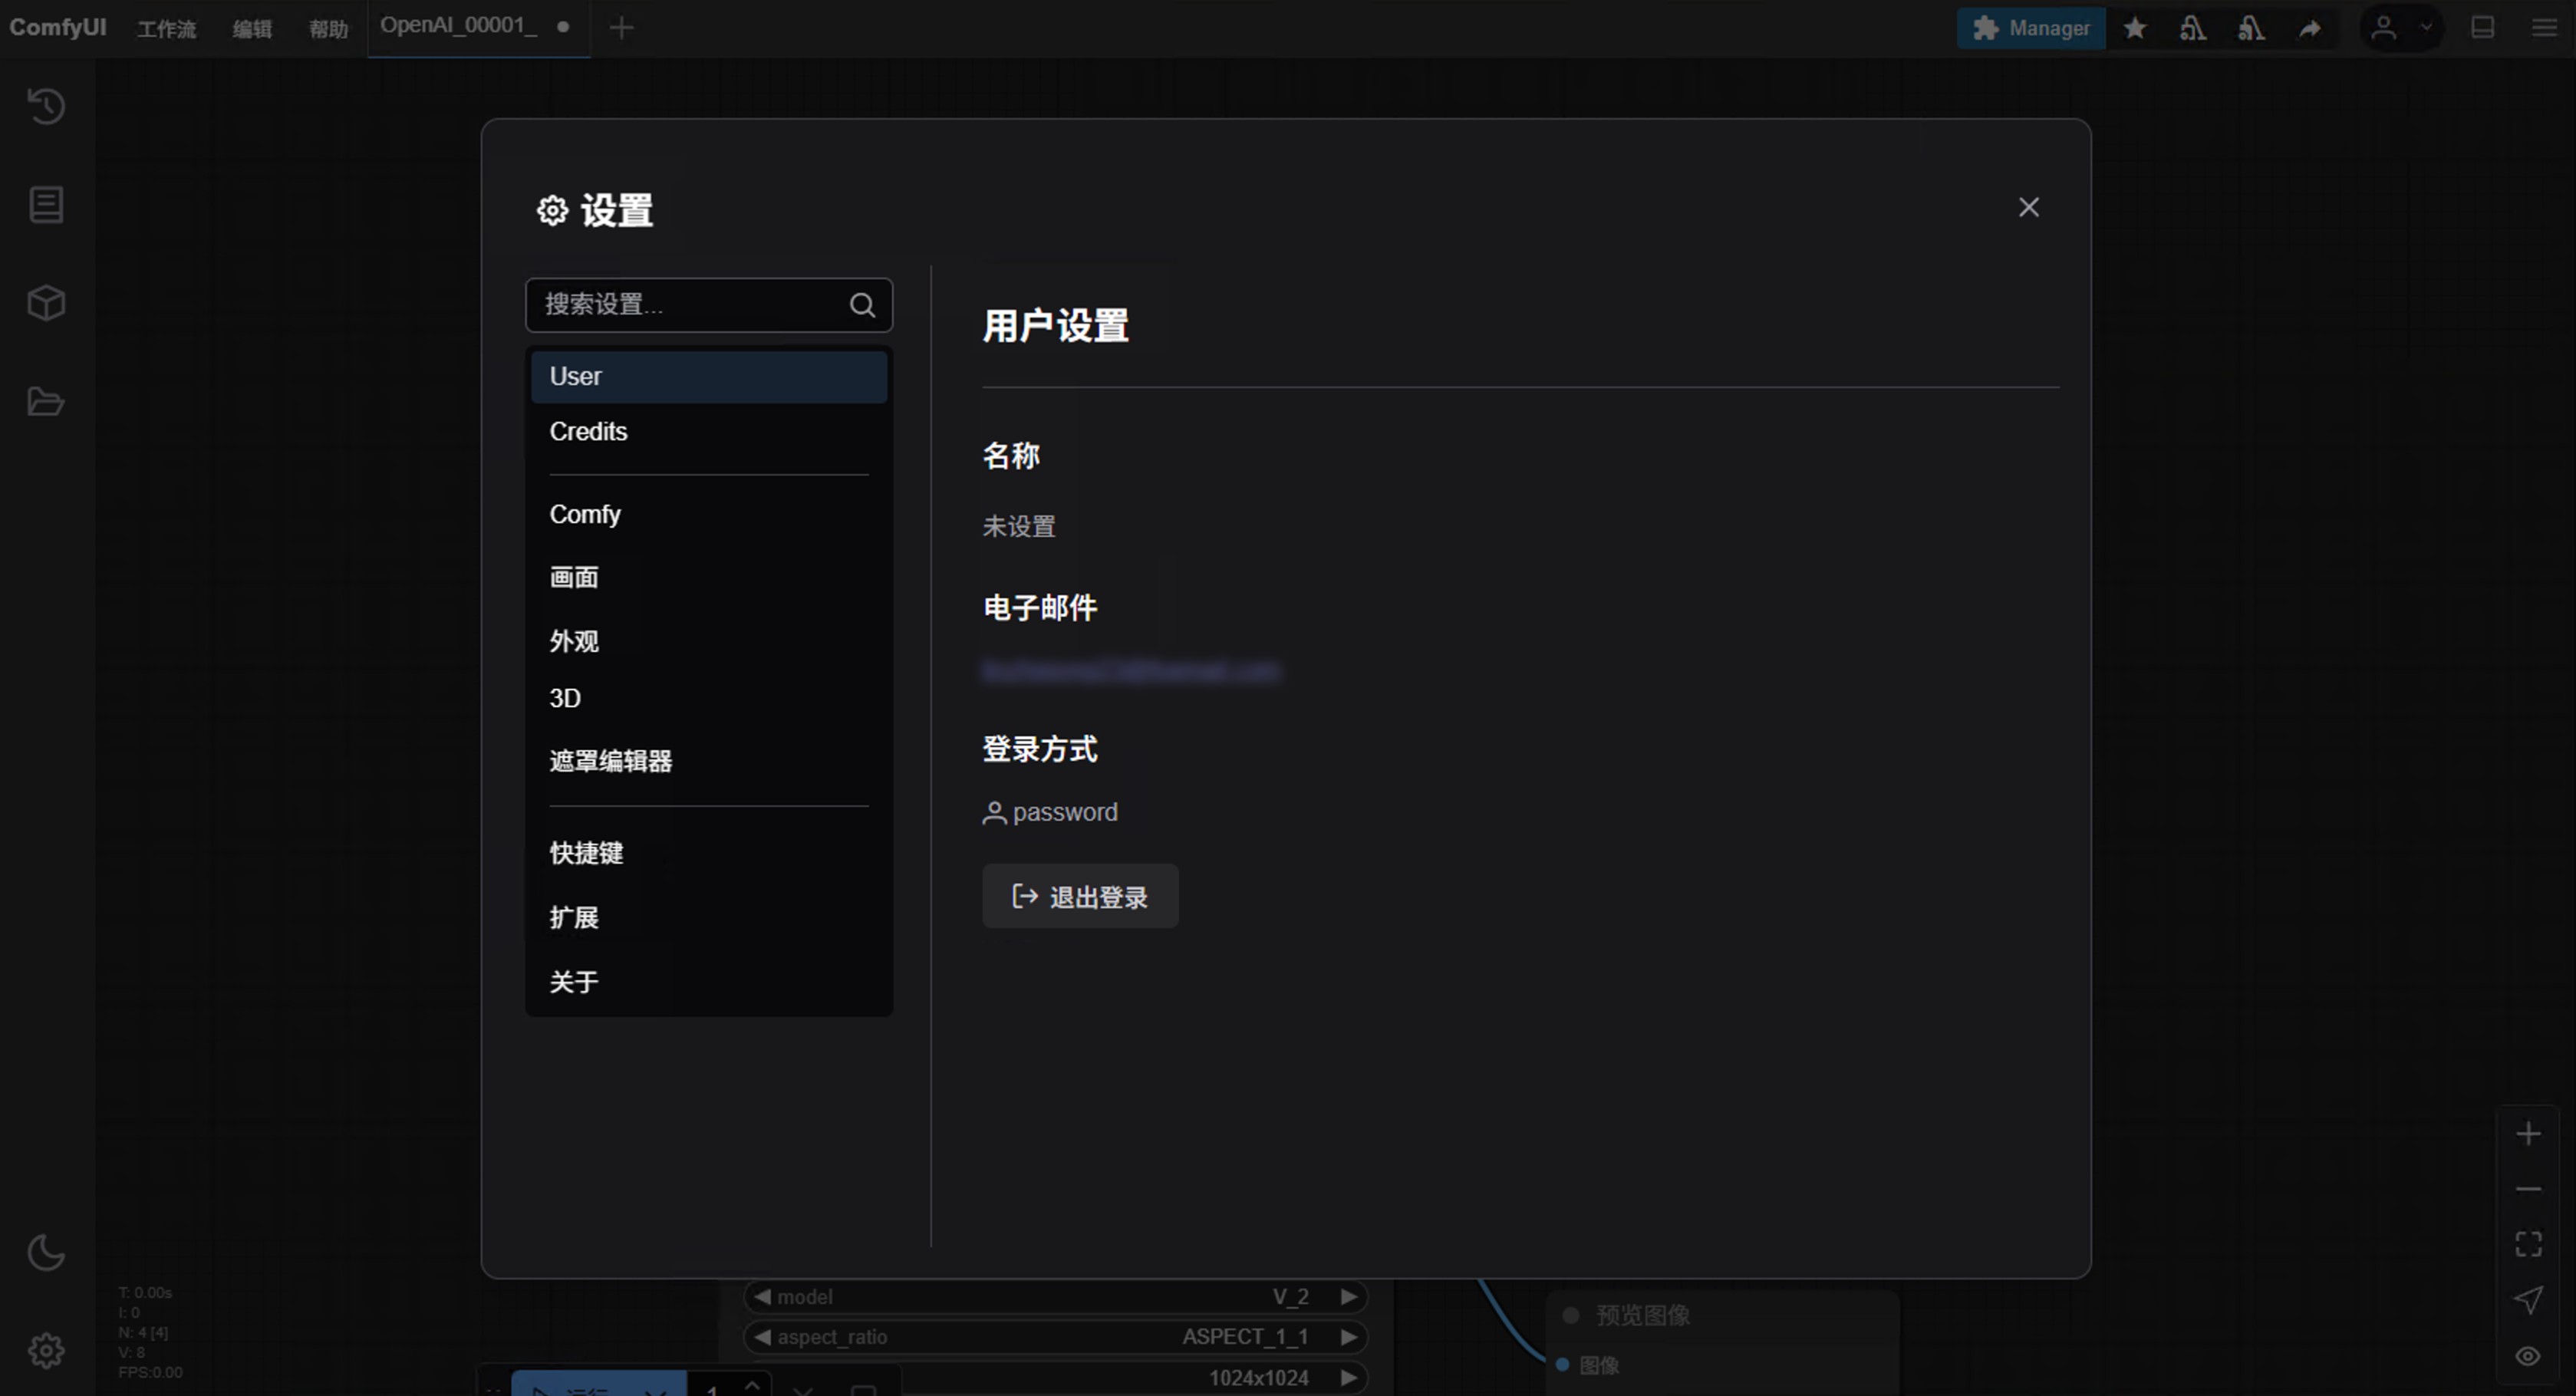 ComfyUI 工作流 编辑 帮助 OpenAI_00001_ Manager
设置
搜索设置...
User
Credits
Comfy
画面
外观
3D
遮罩编辑器
快捷键
扩展
关于
用户设置
名称
未设置
电子邮件
登录方式
password
退出登录
model V_2
aspect_ratio ASPECT_1_1
1024x1024
预览图像
图像
T: 0.00s
I: 0
N: 4 [4]
V: 8
FPS:0.00
运行 1